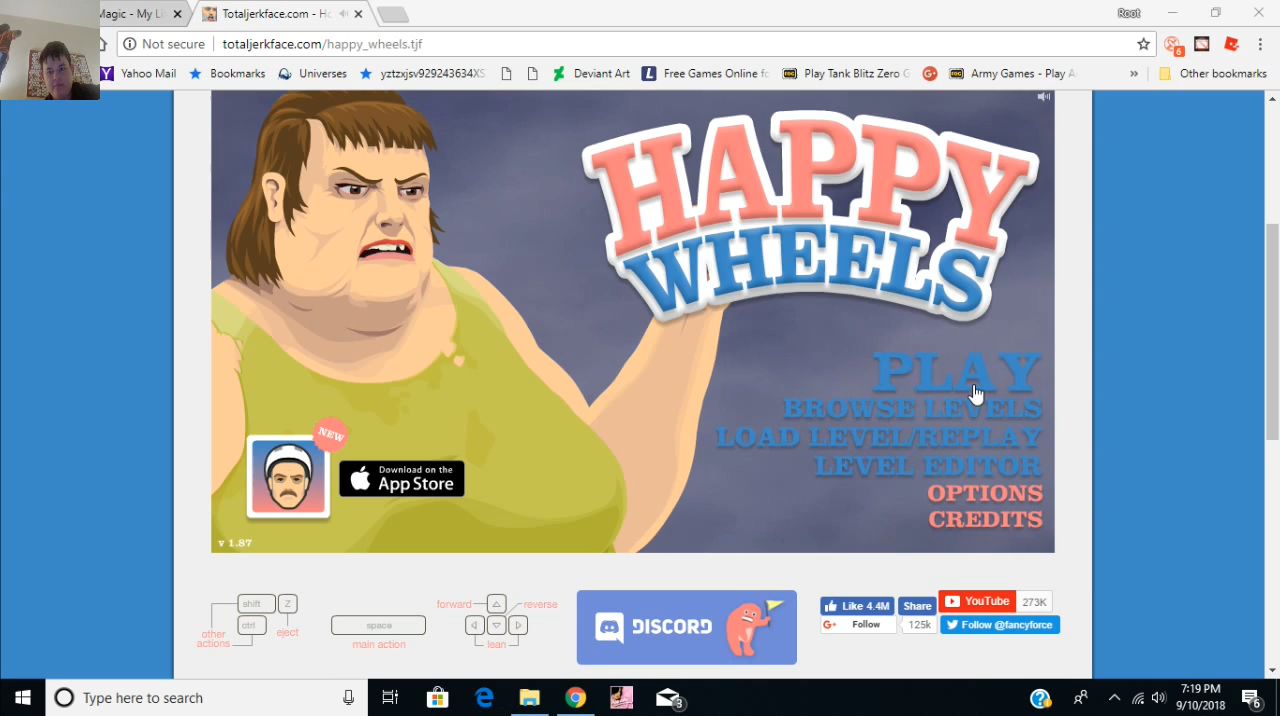 Magic - My Li
Totaljerkface.com - Ho
Root
Not secure
totaljerkface.com/happy_wheels.tjf
6
Yahoo Mail
Bookmarks
Universes
yztzxjsv929243634XS
Deviant Art
Free Games Online fo
Play Tank Blitz Zero G
Army Games - Play A
»
Other bookmarks
HAPPY
WHEELS
PLAY
BROWSE LEVELS
LOAD LEVEL/REPLAY
LEVEL EDITOR
OPTIONS
CREDITS
NEW
Download on the
App Store
v 1.87
shift
Z
ctrl
other
actions
eject
space
main action
forward
reverse
lean
DISCORD
Like 4.4M
Share
YouTube
273K
G+ Follow
125k
Follow @fancyforce
Type here to search
3
7:19 PM
9/10/2018
6